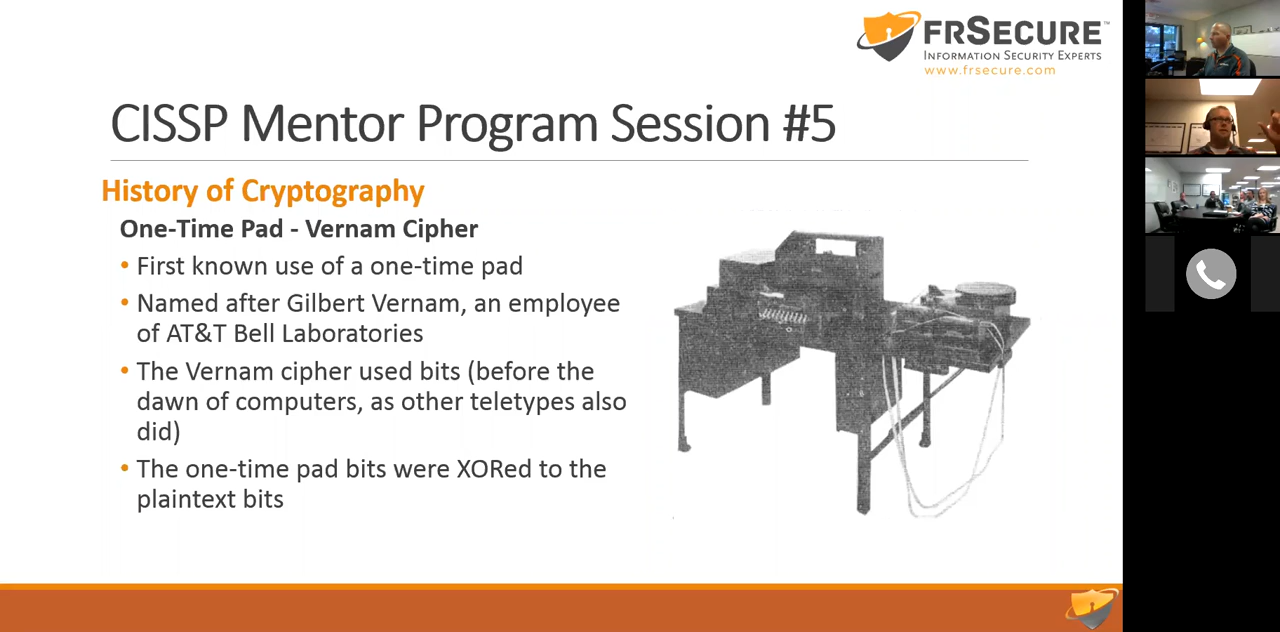 FRSECURE™
INFORMATION SECURITY EXPERTS
www.frsecure.com
CISSP Mentor Program Session #5
History of Cryptography
One-Time Pad - Vernam Cipher
• First known use of a one-time pad
• Named after Gilbert Vernam, an employee
of AT&T Bell Laboratories
• The Vernam cipher used bits (before the
dawn of computers, as other teletypes also
did)
• The one-time pad bits were XORed to the
plaintext bits